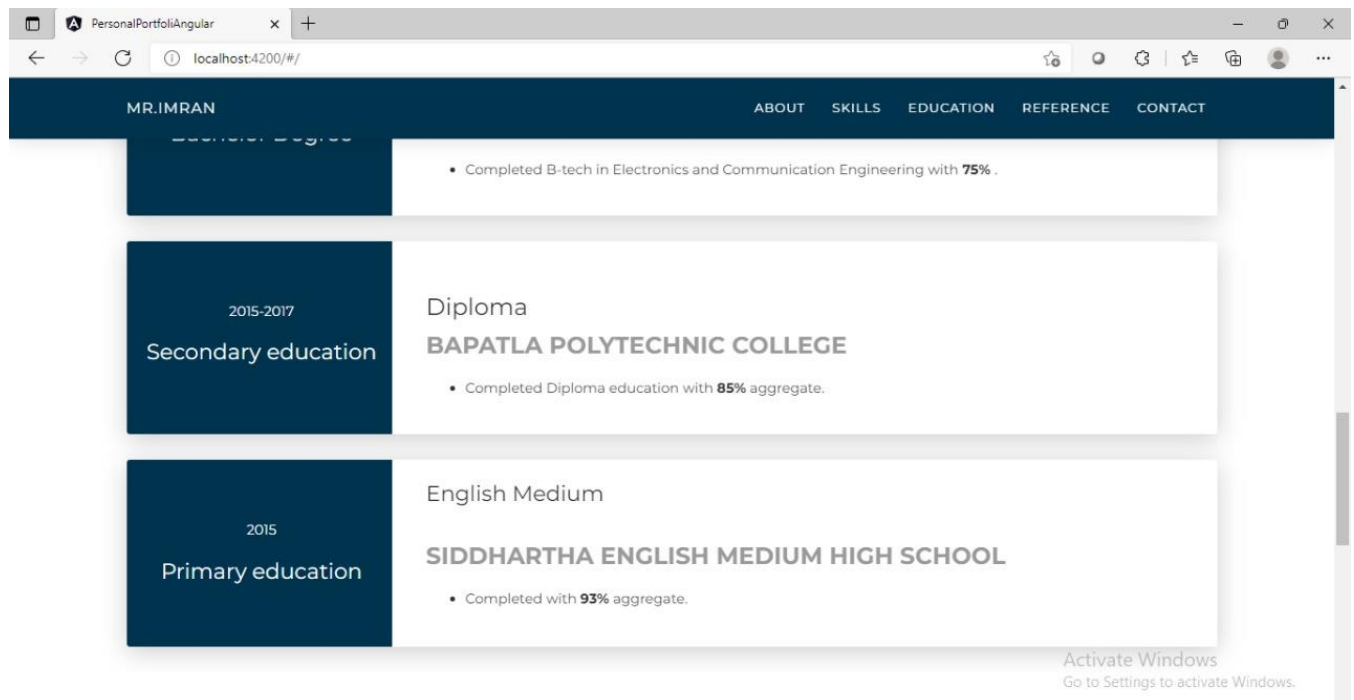 PersonalPortfoliAngular
localhost:4200/#/
MR.IMRAN ABOUT SKILLS EDUCATION REFERENCE CONTACT
Bachelor Degree
• Completed B-tech in Electronics and Communication Engineering with 75% .
2015-2017
Secondary education
Diploma
BAPATLA POLYTECHNIC COLLEGE
• Completed Diploma education with 85% aggregate.
2015
Primary education
English Medium
SIDDHARTHA ENGLISH MEDIUM HIGH SCHOOL
• Completed with 93% aggregate.
Activate Windows
Go to Settings to activate Windows.